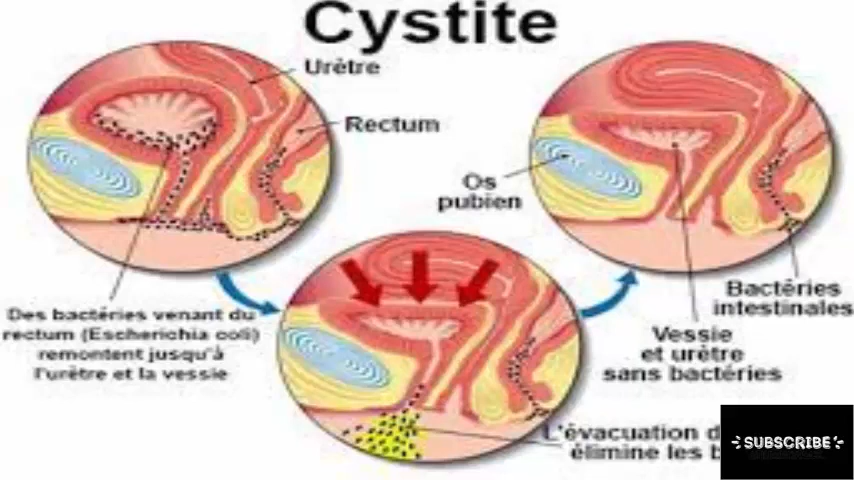 Cystite
Urètre
Rectum
Os
pubien
Des bactéries venant du
rectum (Escherichia coli)
remontent jusqu'à
l'urètre et la vessie
Bactéries
intestinales
Vessie
et urètre
sans bactéries
L'évacuation
élimine les
SUBSCRIBE